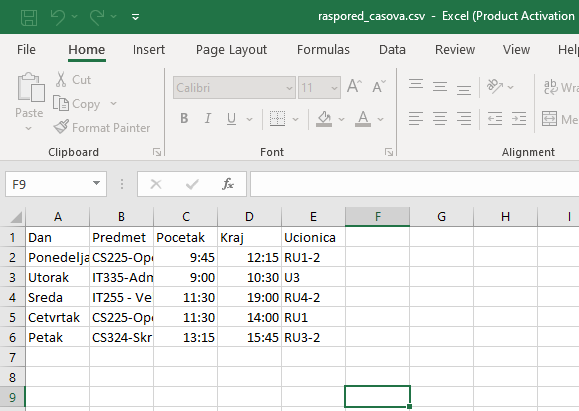 raspored_casova.csv - Excel (Product Activation
File Home Insert Page Layout Formulas Data Review View Help
Paste
Cut
Copy
Format Painter
Clipboard
Calibri 11 A A
B I U A
Font
ab Wra
Me
Alignment
F9 fx
A B C D E F G H I
1 Dan Predmet Pocetak Kraj Ucionica
2 Ponedelja CS225-Ope 9:45 12:15 RU1-2
3 Utorak IT335-Adm 9:00 10:30 U3
4 Sreda IT255 - Ve 11:30 19:00 RU4-2
5 Cetvrtak CS225-Ope 11:30 14:00 RU1
6 Petak CS324-Skr 13:15 15:45 RU3-2
7
8
9